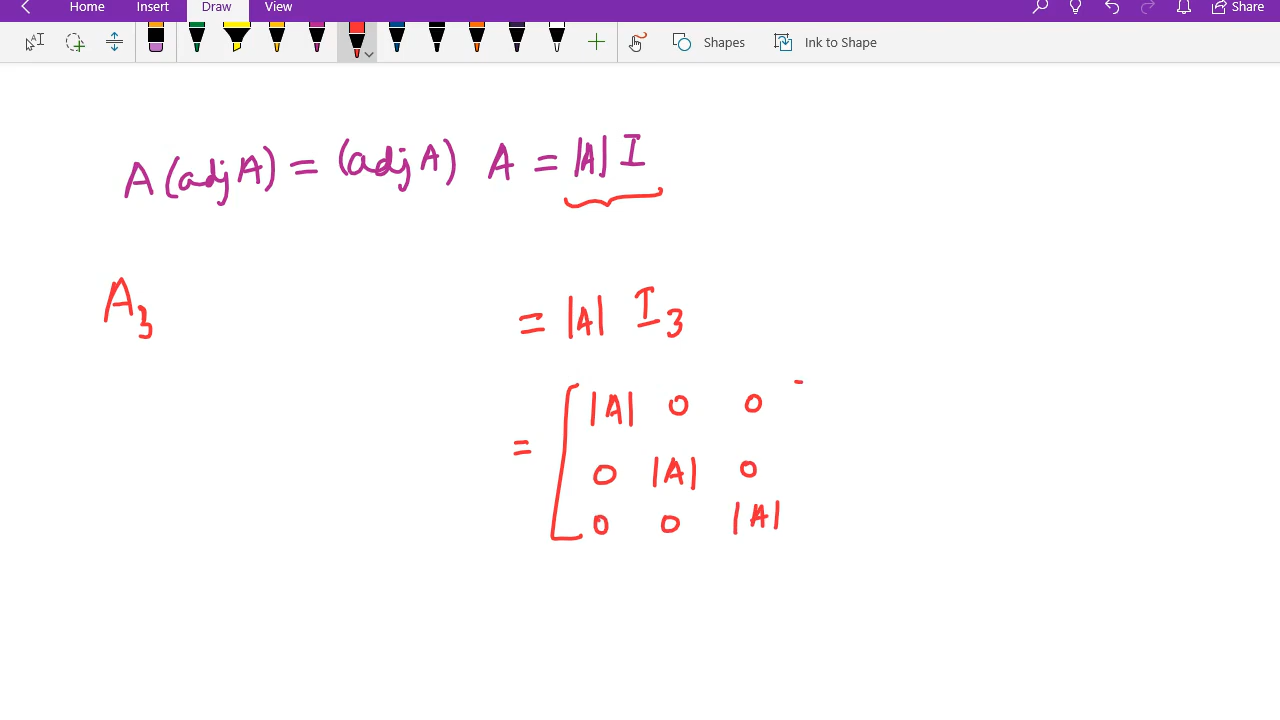 Home Insert Draw View Share
Shapes Ink to Shape
A(adj A) = (adj A) A = |A| I
A3 = |A| I3
= [ |A| 0 0
0 |A| 0
0 0 |A|